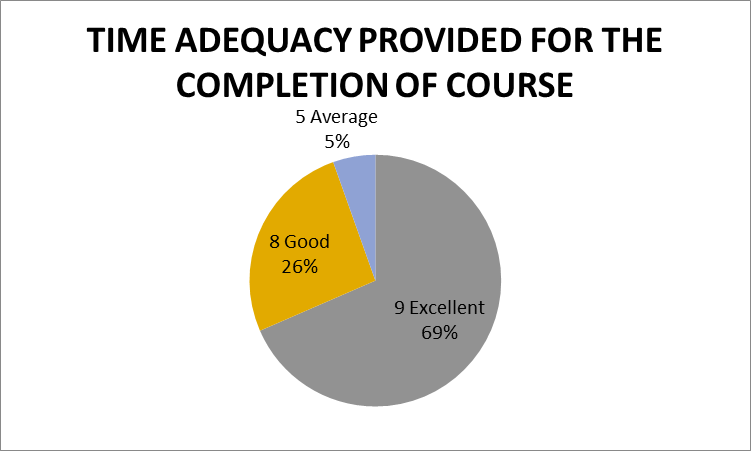 TIME ADEQUACY PROVIDED FOR THE
COMPLETION OF COURSE
5 Average
5%
8 Good
26%
9 Excellent
69%